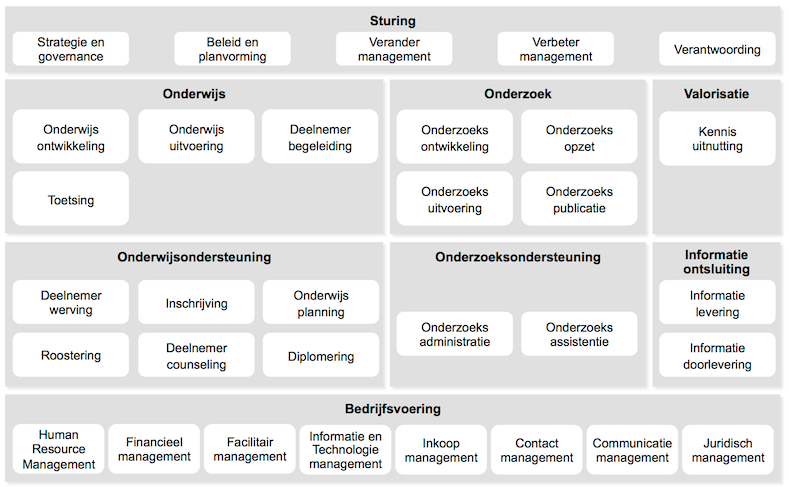 Sturing
Strategie en
governance
Beleid en
planvorming
Verander
management
Verbeter
management
Verantwoording
Onderwijs
Onderwijs
ontwikkeling
Onderwijs
uitvoering
Deelnemer
begeleiding
Toetsing
Onderzoek
Onderzoeks
ontwikkeling
Onderzoeks
opzet
Onderzoeks
uitvoering
Onderzoeks
publicatie
Valorisatie
Kennis
uitnutting
Onderwijsondersteuning
Deelnemer
werving
Inschrijving
Onderwijs
planning
Roostering
Deelnemer
counseling
Diplomering
Onderzoeksondersteuning
Onderzoeks
administratie
Onderzoeks
assistentie
Informatie
ontsluiting
Informatie
levering
Informatie
doorlevering
Bedrijfsvoering
Human
Resource
Management
Financieel
management
Facilitair
management
Informatie en
Technologie
management
Inkoop
management
Contact
management
Communicatie
management
Juridisch
management